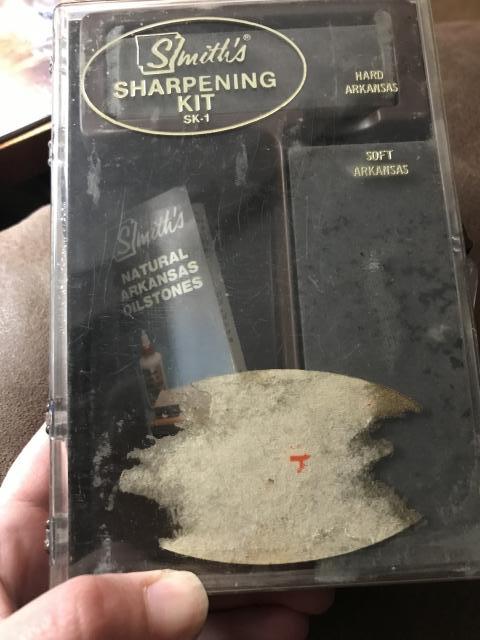 Smith's®
SHARPENING
KIT
SK-1
HARD
ARKANSAS
SOFT
ARKANSAS
Smith's
NATURAL
ARKANSAS
OILSTONES